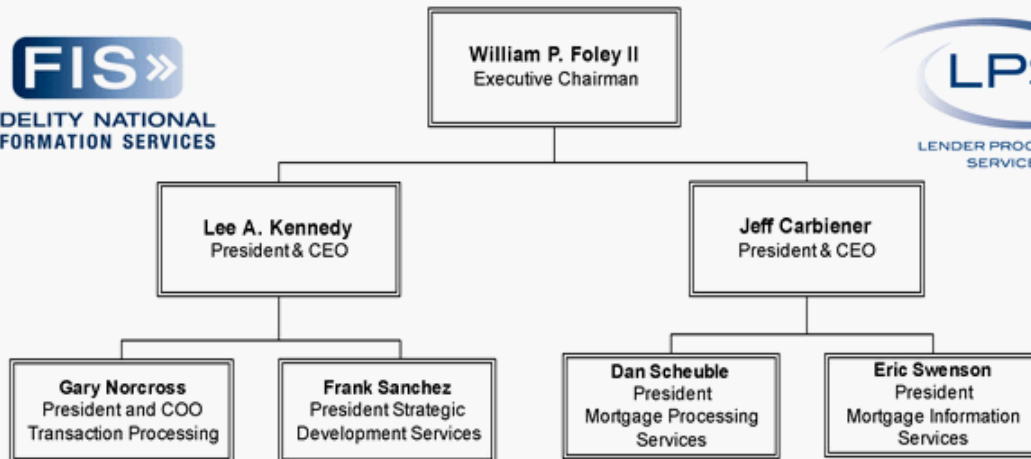 FIS»
DELITY NATIONAL
FORMATION SERVICES
William P. Foley II
Executive Chairman
LPS
LENDER PROC
SERVICE
Lee A. Kennedy
President & CEO
Jeff Carbiener
President & CEO
Gary Norcross
President and COO
Transaction Processing
Frank Sanchez
President Strategic
Development Services
Dan Scheuble
President
Mortgage Processing
Services
Eric Swenson
President
Mortgage Information
Services